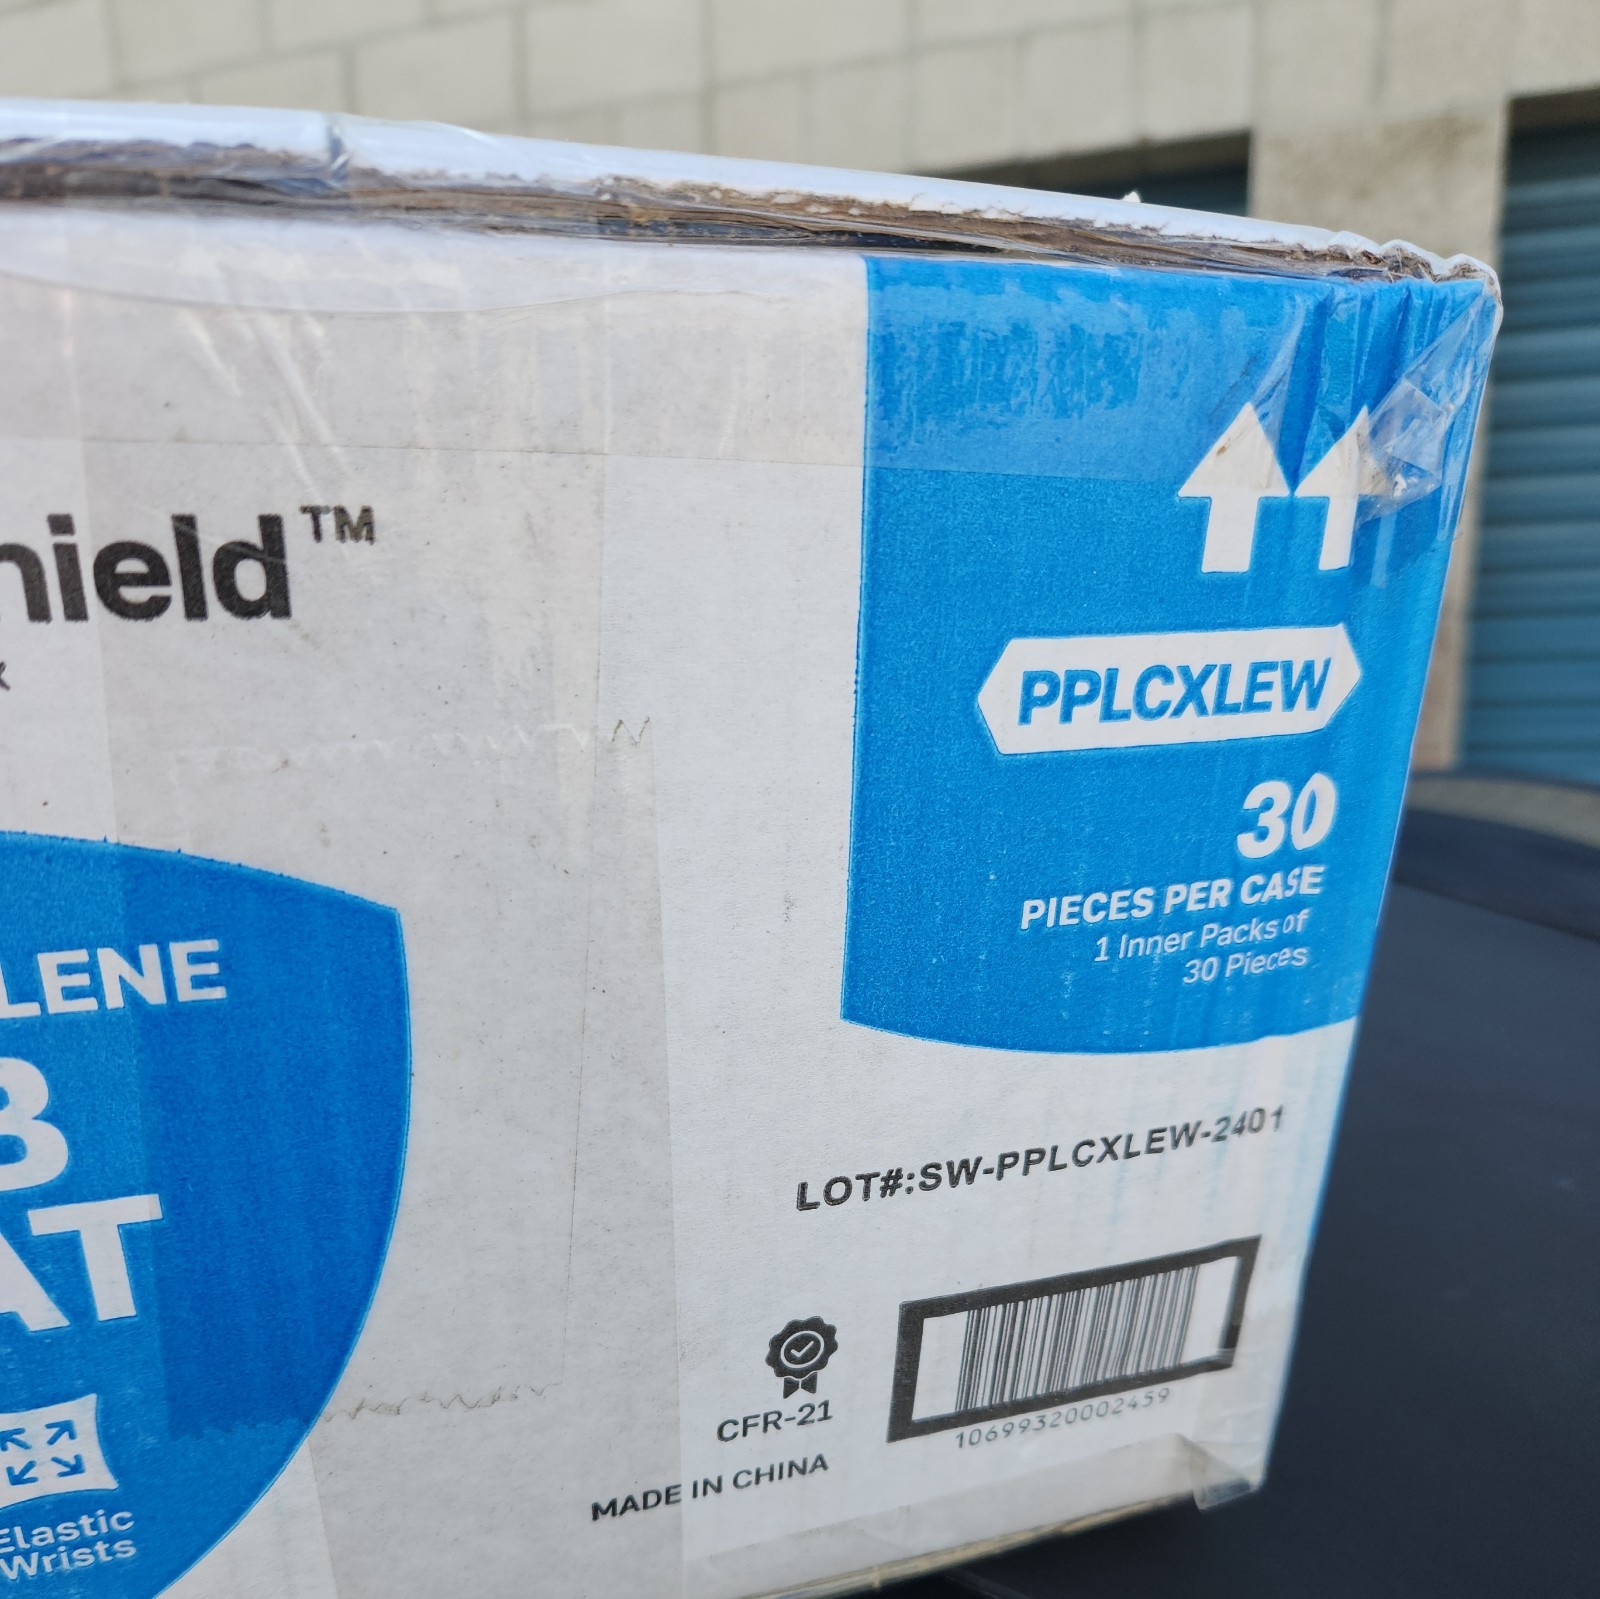 hield™
LENE
B
AT
Elastic
Wrists
PPLCXLEW
30
PIECES PER CASE
1 Inner Packs of
30 Pieces
LOT#:SW-PPLCXLEW-2401
CFR-21
10699320002459
MADE IN CHINA